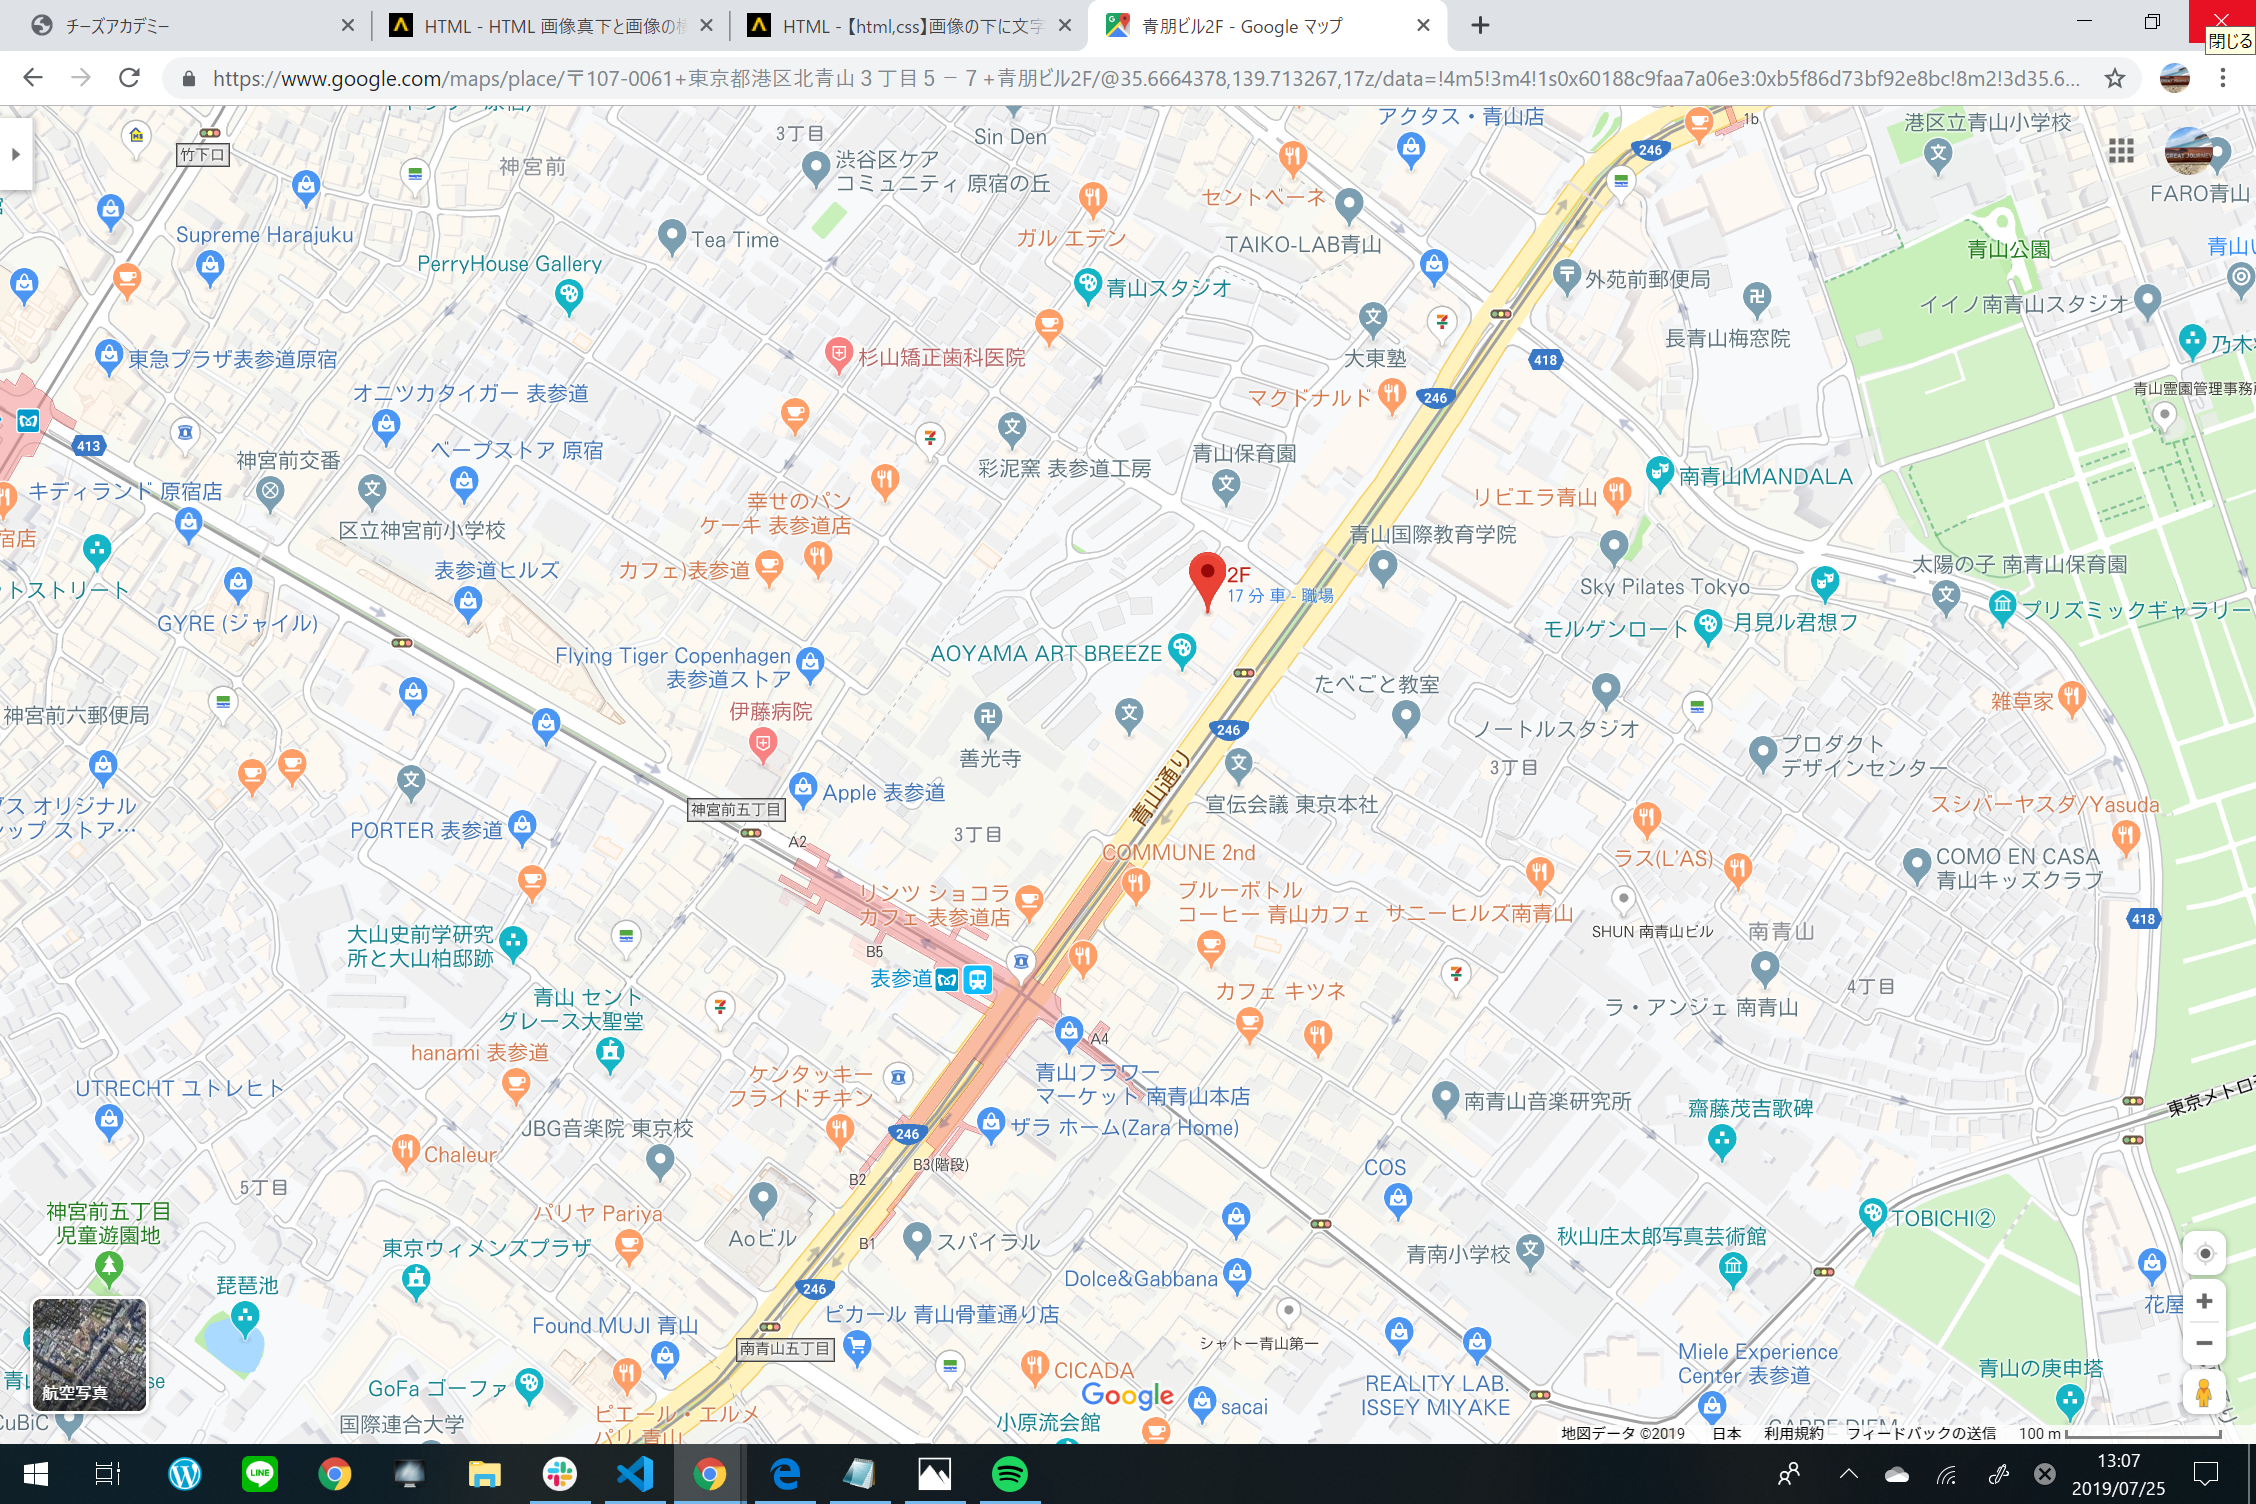 チーズアカデミー
HTML - HTML 画像真下と画像の横
HTML - 【html,css】画像の下に文字
青朋ビル2F - Google マップ
閉じる
https://www.google.com/maps/place/〒107-0061+東京都港区北青山３丁目５－７+青朋ビル2F/@35.6664378,139.713267,17z/data=!4m5!3m4!1s0x60188c9faa7a06e3:0xb5f86d73bf92e8bc!8m2!3d35.6...
竹下口
神宮前
3丁目
Sin Den
渋谷区ケア
コミュニティ 原宿の丘
アクタス・青山店
1b
246
港区立青山小学校
FARO青山
セントベーネ
ガル エデン
TAIKO-LAB青山
Supreme Harajuku
Tea Time
PerryHouse Gallery
青山スタジオ
外苑前郵便局
青山公園
イイノ南青山スタジオ
長青山梅窓院
東急プラザ表参道原宿
杉山矯正歯科医院
大東塾
418
オニツカタイガー 表参道
マクドナルド
246
青山霊園管理事務所
413
神宮前交番
ベープストア 原宿
彩泥窯 表参道工房
青山保育園
南青山MANDALA
リビエラ青山
キディランド 原宿店
区立神宮前小学校
幸せのパン
ケーキ 表参道店
青山国際教育学院
宿店
表参道ヒルズ
カフェ)表参道
2F
17 分 車 - 職場
Sky Pilates Tokyo
太陽の子 南青山保育園
プリズミックギャラリー
トストリート
GYRE (ジャイル)
モルゲンロート
月見ル君想フ
Flying Tiger Copenhagen
表参道ストア
AOYAMA ART BREEZE
たべごと教室
神宮前六郵便局
伊藤病院
善光寺
246
ノートルスタジオ
雑草家
プロダクト
デザインセンター
3丁目
青山通り
Apple 表参道
宣伝会議 東京本社
神宮前五丁目
PORTER 表参道
A2
3丁目
COMMUNE 2nd
スシバーヤスダ/Yasuda
ラス(L'AS)
COMO EN CASA
青山キッズクラブ
オリジナル
ップ ストア…
リンツ ショコラ
カフェ 表参道店
ブルーボトル
コーヒー 青山カフェ
サニーヒルズ南青山
418
SHUN 南青山ビル
南青山
大山史前学研究
所と大山柏邸跡
B5
表参道
カフェ キツネ
4丁目
ラ・アンジェ 南青山
青山 セント
グレース大聖堂
A4
hanami 表参道
ケンタッキー
フライドチキン
青山フラワー
マーケット 南青山本店
UTRECHT ユトレヒト
南青山音楽研究所
齋藤茂吉歌碑
東京メトロ
JBG音楽院 東京校
246
ザラ ホーム(Zara Home)
Chaleur
B3(階段)
B2
COS
5丁目
神宮前五丁目
児童遊園地
パリヤ Pariya
Aoビル
B1
スパイラル
東京ウィメンズプラザ
青南小学校
秋山庄太郎写真芸術館
TOBICHI②
琵琶池
Dolce&Gabbana
246
ピカール 青山骨董通り店
Found MUJI 青山
南青山五丁目
シャトー青山第一
花屋
Miele Experience
Center 表参道
青山の庚申塔
航空写真
GoFa ゴーファ
CICADA
Google
REALITY LAB.
ISSEY MIYAKE
sacai
国際連合大学
ピエール・エルメ
パリ 青山
小原流会館
CARRE DIEM
地図データ ©2019 日本 利用規約 フィードバックの送信 100 m
LINE
13:07
2019/07/25